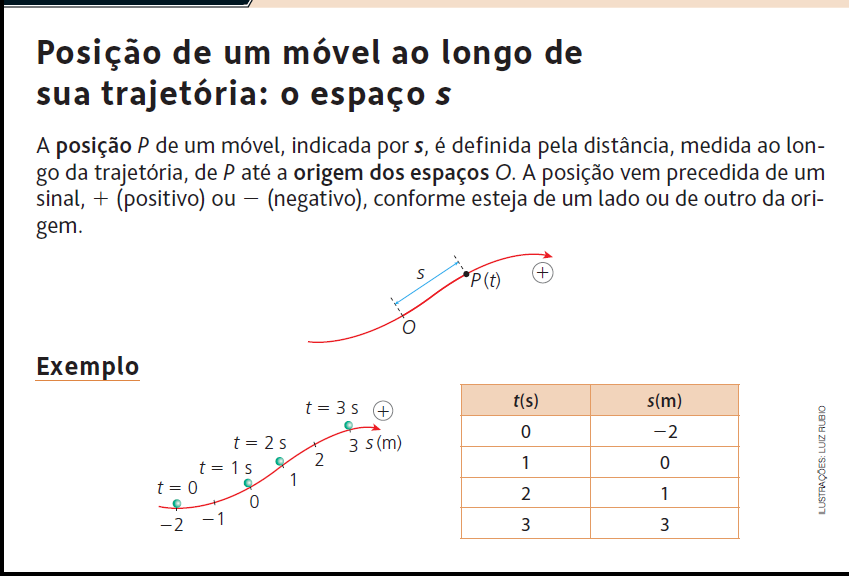 Posição de um móvel ao longo de
sua trajetória: o espaço s
A posição P de um móvel, indicada por s, é definida pela distância, medida ao lon-
go da trajetória, de P até a origem dos espaços O. A posição vem precedida de um
sinal, + (positivo) ou − (negativo), conforme esteja de um lado ou de outro da ori-
gem.
s
P(t)
+
O
Exemplo
t = 3 s +
t = 2 s
3 s(m)
t = 1 s
2
t = 0
1
0
−2 −1
t(s) s(m)
0 −2
1 0
2 1
3 3
ILUSTRAÇÕES: LUIZ RUBIO